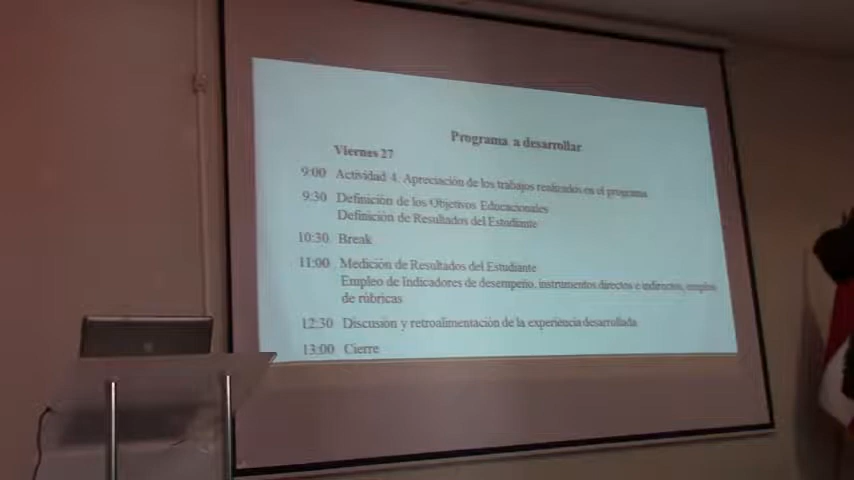 Programa a desarrollar
Viernes 27
9:00 Actividad 4. Apreciación de los trabajos realizados en el programa
9:30 Definición de los Objetivos Educacionales
Definición de Resultados del Estudiante
10:30 Break
11:00 Medición de Resultados del Estudiante
Empleo de Indicadores de desempeño, instrumentos directos e indirectos, empleo
de rúbricas
12:30 Discusión y retroalimentación de la experiencia desarrollada
13:00 Cierre